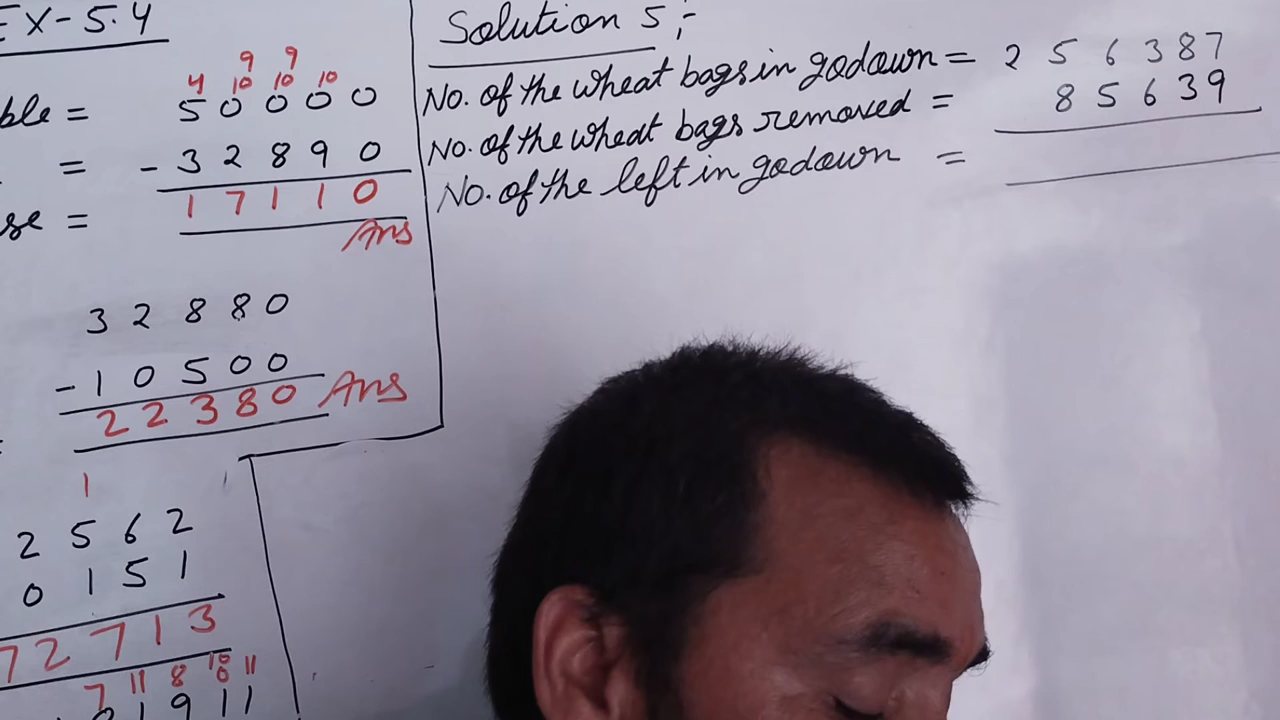 EX-5.4
4 9 9
10 10 10
ble = 5 0 0 0 0
= - 3 2 8 9 0
se = 1 7 1 1 0
Ans
3 2 8 8 0
- 1 0 5 0 0
2 2 3 8 0 Ans
1
2 5 6 2
0 1 5 1
7 2 7 1 3
7 11 8 10 11
1 9 1 1
Solution 5 ;-
No. of the wheat bags in godown = 2 5 6 3 8 7
No. of the wheat bags removed = 8 5 6 3 9
No. of the left in godown =